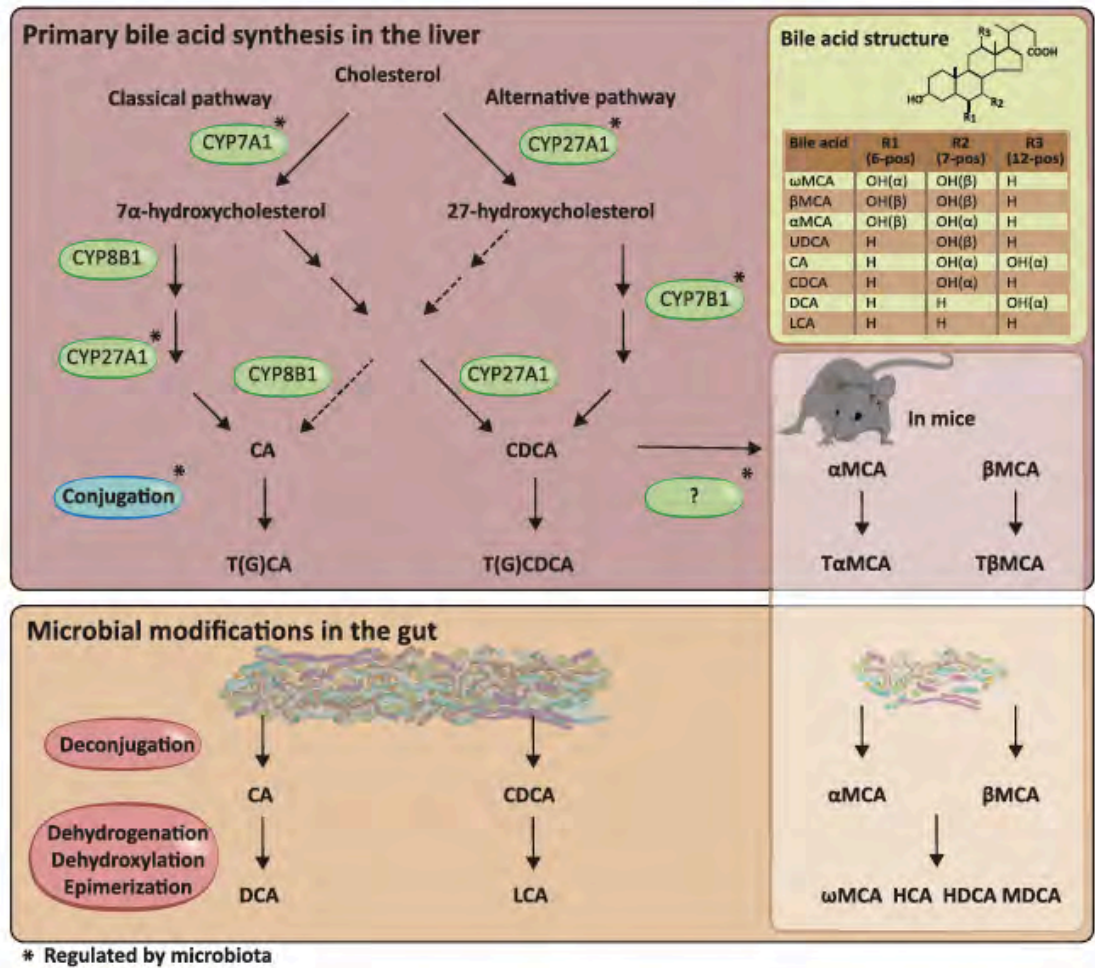 Primary bile acid synthesis in the liver
Cholesterol
Classical pathway
Alternative pathway
CYP7A1 *
CYP27A1 *
7α-hydroxycholesterol
27-hydroxycholesterol
CYP8B1
CYP7B1 *
CYP27A1 *
CYP8B1
CYP27A1
CA
CDCA
Conjugation *
? *
T(G)CA
T(G)CDCA
Bile acid structure
R3
COOH
HO
R2
R1
Bile acid R1 R2 R3
(6-pos) (7-pos) (12-pos)
ωMCA OH(α) OH(β) H
βMCA OH(β) OH(β) H
αMCA OH(β) OH(α) H
UDCA H OH(β) H
CA H OH(α) OH(α)
CDCA H OH(α) H
DCA H H OH(α)
LCA H H H
In mice
αMCA βMCA
TαMCA TβMCA
Microbial modifications in the gut
Deconjugation
CA CDCA αMCA βMCA
Dehydrogenation
Dehydroxylation
Epimerization
DCA LCA ωMCA HCA HDCA MDCA
* Regulated by microbiota